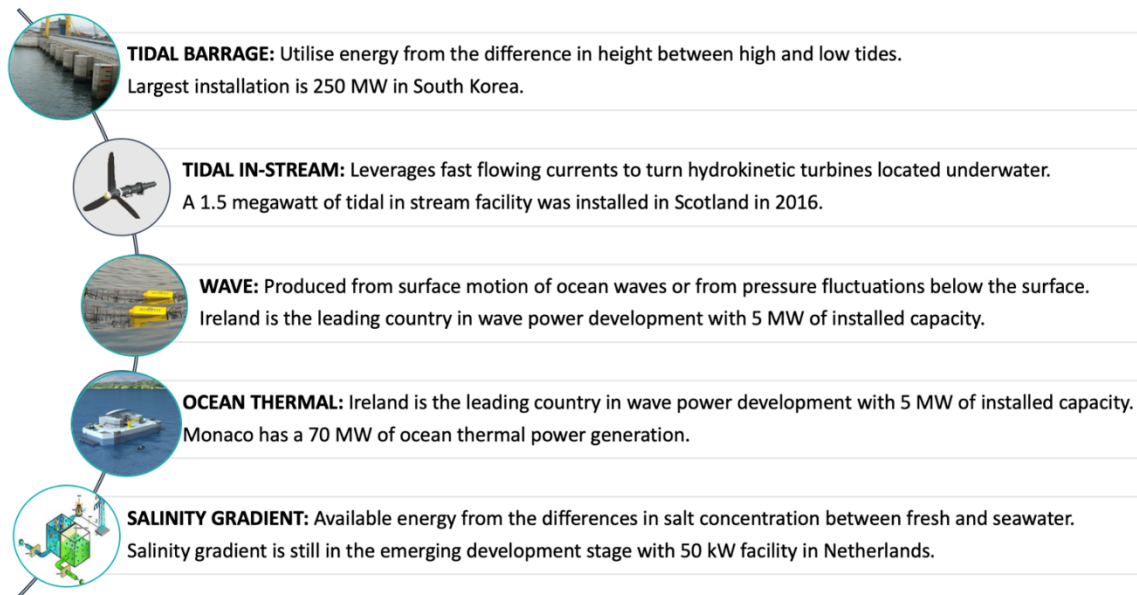 TIDAL BARRAGE: Utilise energy from the difference in height between high and low tides.
Largest installation is 250 MW in South Korea.
TIDAL IN-STREAM: Leverages fast flowing currents to turn hydrokinetic turbines located underwater.
A 1.5 megawatt of tidal in stream facility was installed in Scotland in 2016.
WAVE: Produced from surface motion of ocean waves or from pressure fluctuations below the surface.
Ireland is the leading country in wave power development with 5 MW of installed capacity.
OCEAN THERMAL: Ireland is the leading country in wave power development with 5 MW of installed capacity.
Monaco has a 70 MW of ocean thermal power generation.
SALINITY GRADIENT: Available energy from the differences in salt concentration between fresh and seawater.
Salinity gradient is still in the emerging development stage with 50 kW facility in Netherlands.